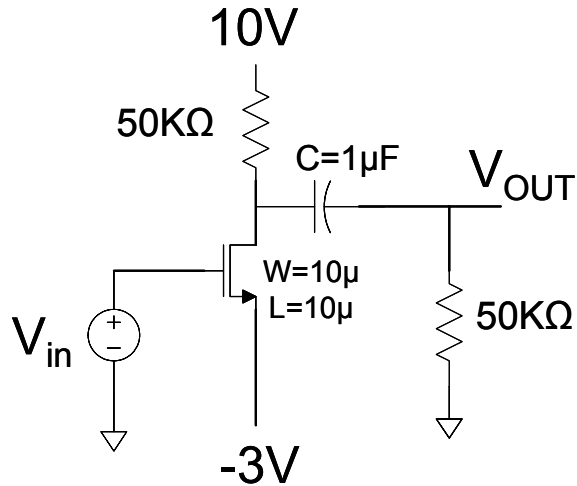 10V
50KΩ
C=1µF
VOUT
W=10µ
L=10µ
+
−
Vin
50KΩ
-3V